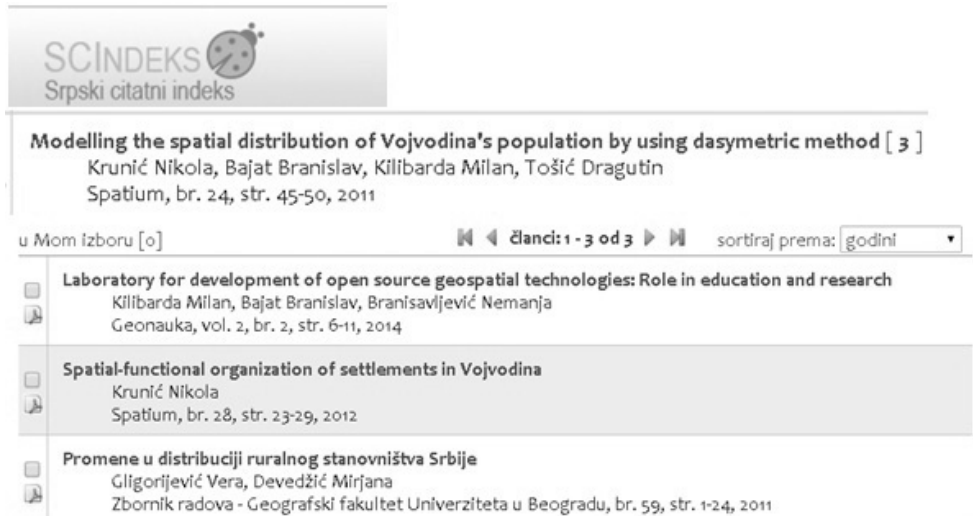 SCINDEKS
Srpski citatni indeks
Modelling the spatial distribution of Vojvodina's population by using dasymetric method [ 3 ]
Krunić Nikola, Bajat Branislav, Kilibarda Milan, Tošić Dragutin
Spatium, br. 24, str. 45-50, 2011
u Mom izboru [0] članci: 1 - 3 od 3 sortiraj prema: godini
Laboratory for development of open source geospatial technologies: Role in education and research
Kilibarda Milan, Bajat Branislav, Branisavljević Nemanja
Geonauka, vol. 2, br. 2, str. 6-11, 2014
Spatial-functional organization of settlements in Vojvodina
Krunić Nikola
Spatium, br. 28, str. 23-29, 2012
Promene u distribuciji ruralnog stanovništva Srbije
Gligorijević Vera, Devedžić Mirjana
Zbornik radova - Geografski fakultet Univerziteta u Beogradu, br. 59, str. 1-24, 2011